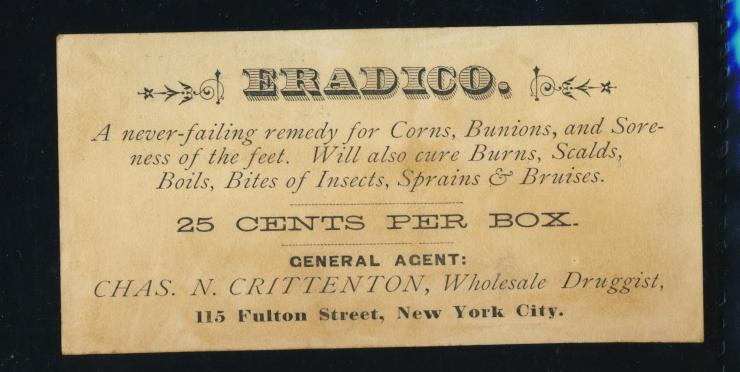 ERADICO.
A never-failing remedy for Corns, Bunions, and Sore-
ness of the feet. Will also cure Burns, Scalds,
Boils, Bites of Insects, Sprains & Bruises.
25 CENTS PER BOX.
GENERAL AGENT:
CHAS. N. CRITTENTON, Wholesale Druggist,
115 Fulton Street, New York City.